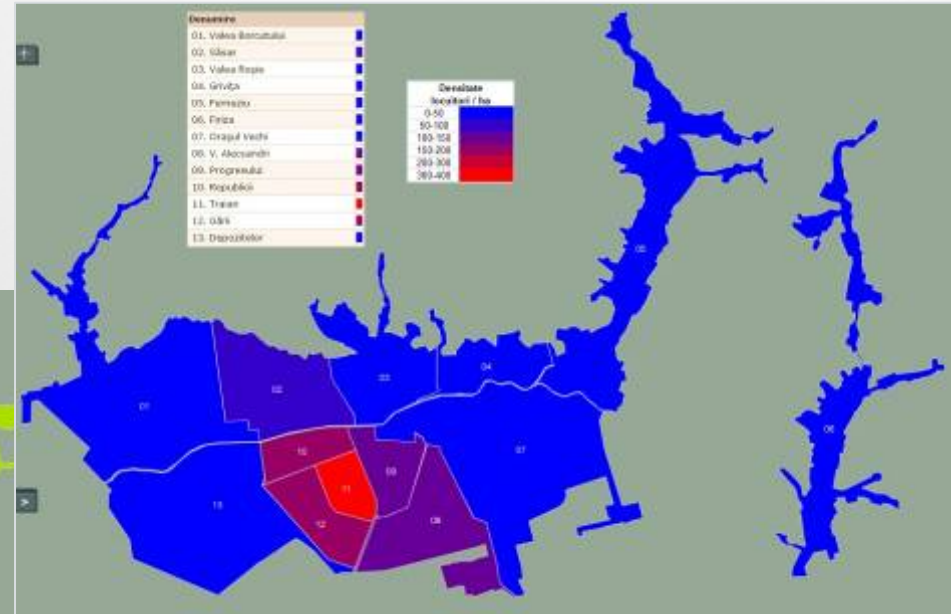 Denumire
01. Valea Borcutului
02. Săsar
03. Valea Roșie
04. Grivița
05. Ferneziu
06. Firiza
07. Orașul Vechi
08. V. Alecsandri
09. Progresului
10. Republicii
11. Traian
12. Gării
13. Depozitelor
Densitate
locuitori / ha
0-50
50-100
100-150
150-200
200-300
300-400
05
03
04
02
01
06
07
10
09
11
13
12
08